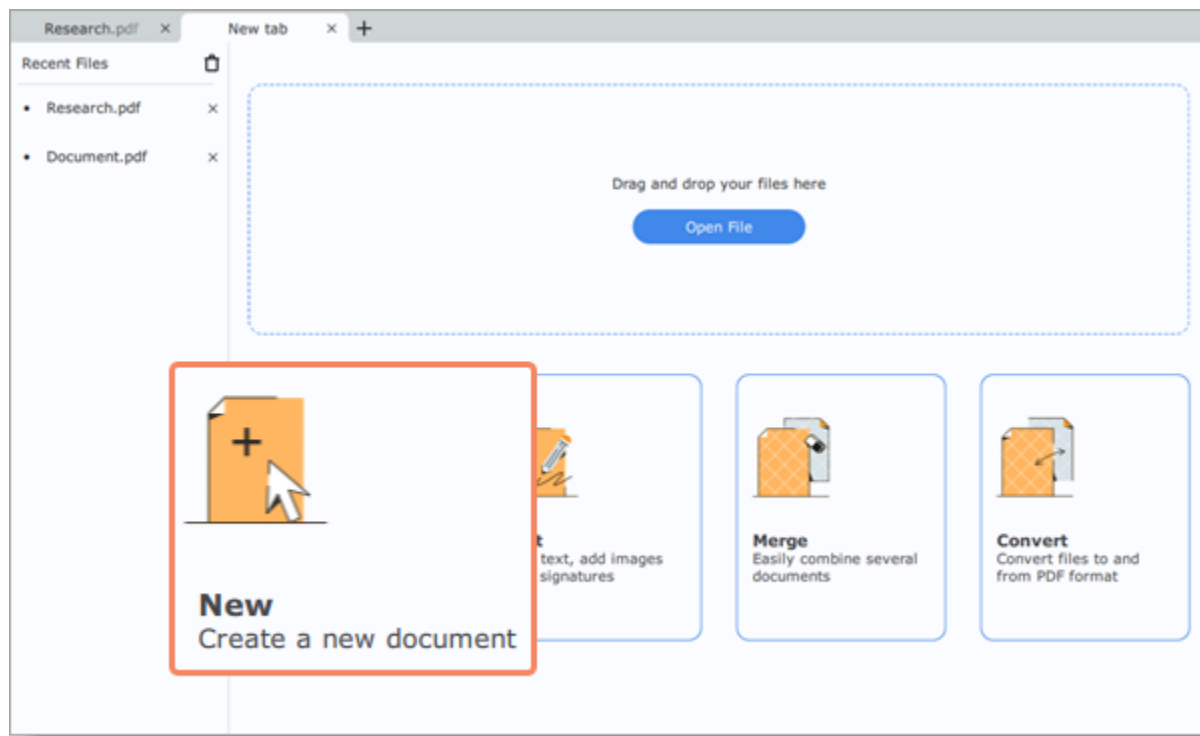 Research.pdf
New tab
Recent Files
Research.pdf
Document.pdf
Drag and drop your files here
Open File
New
Create a new document
t
text, add images
signatures
Merge
Easily combine several
documents
Convert
Convert files to and
from PDF format